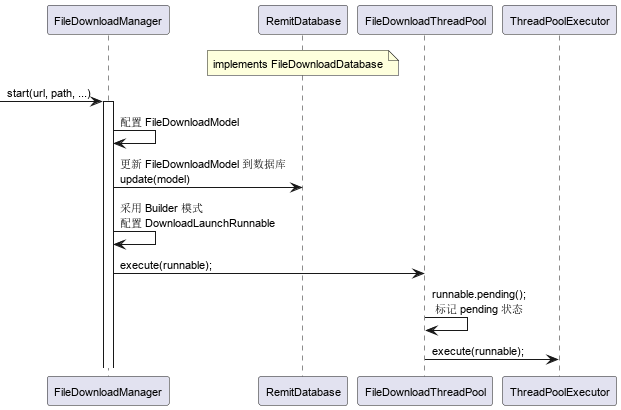 FileDownloadManager
RemitDatabase
FileDownloadThreadPool
ThreadPoolExecutor
implements FileDownloadDatabase
start(url, path, ...)
配置 FileDownloadModel
更新 FileDownloadModel 到数据库
update(model)
采用 Builder 模式
配置 DownloadLaunchRunnable
execute(runnable);
runnable.pending();
标记 pending 状态
execute(runnable);
FileDownloadManager
RemitDatabase
FileDownloadThreadPool
ThreadPoolExecutor